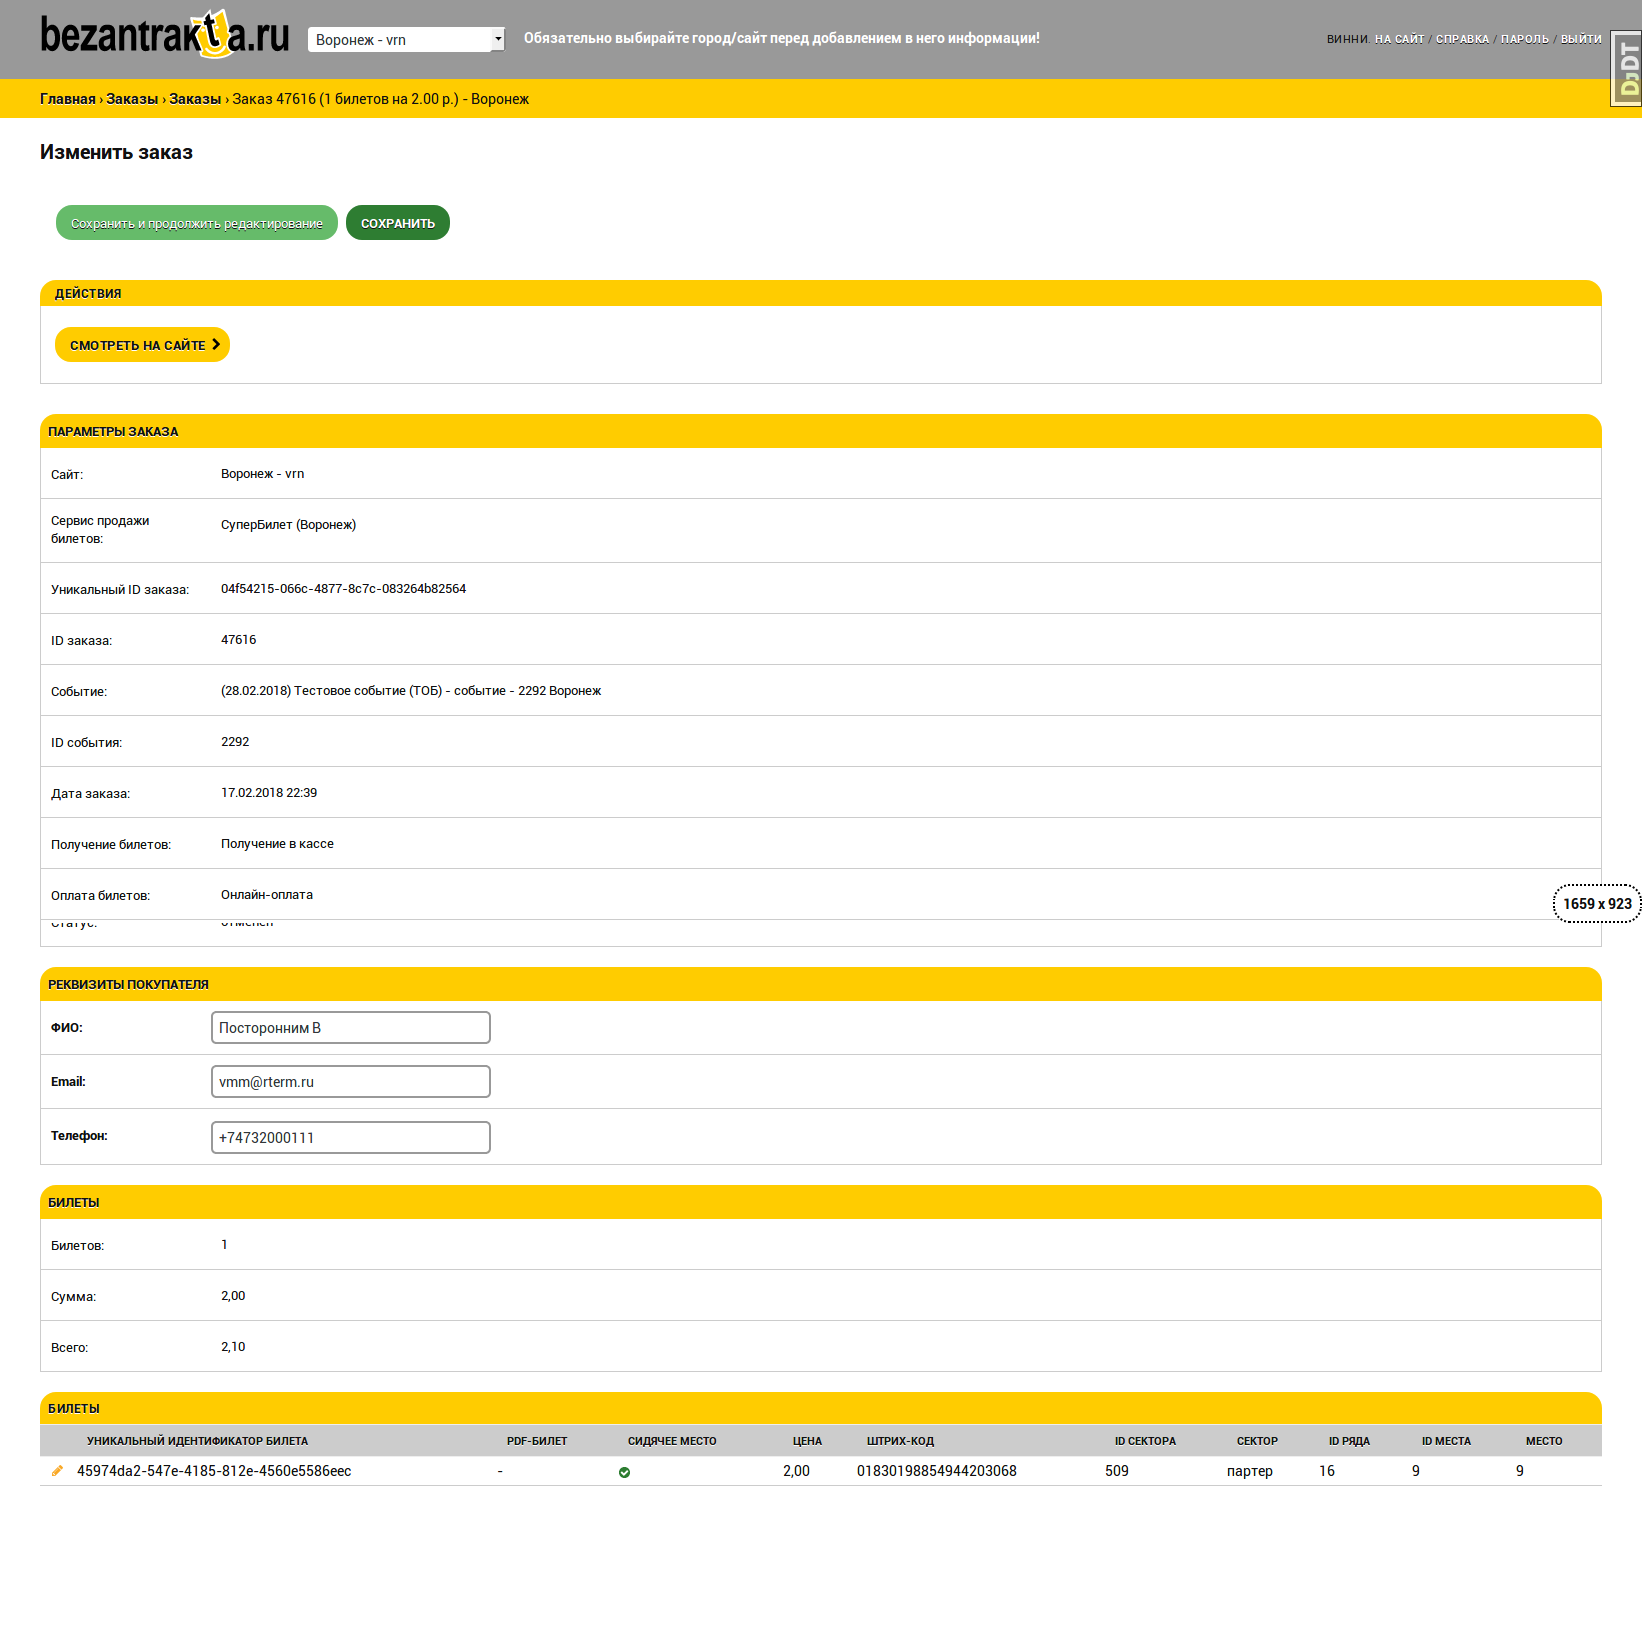 bezantrakta.ru
Воронеж - vrn
Обязательно выбирайте город/сайт перед добавлением в него информации!
ВИННИ. НА САЙТ / СПРАВКА / ПАРОЛЬ / ВЫЙТИ
DjDT
Главная › Заказы › Заказы › Заказ 47616 (1 билетов на 2.00 р.) - Воронеж
Изменить заказ
Сохранить и продолжить редактирование
СОХРАНИТЬ
ДЕЙСТВИЯ
СМОТРЕТЬ НА САЙТЕ
ПАРАМЕТРЫ ЗАКАЗА
Сайт: Воронеж - vrn
Сервис продажи
билетов:
СуперБилет (Воронеж)
Уникальный ID заказа: 04f54215-066c-4877-8c7c-083264b82564
ID заказа: 47616
Событие: (28.02.2018) Тестовое событие (ТОБ) - событие - 2292 Воронеж
ID события: 2292
Дата заказа: 17.02.2018 22:39
Получение билетов: Получение в кассе
Оплата билетов: Онлайн-оплата
1659 x 923
Статус: отменён
РЕКВИЗИТЫ ПОКУПАТЕЛЯ
ФИО: Посторонним В
Email: vmm@rterm.ru
Телефон: +74732000111
БИЛЕТЫ
Билетов: 1
Сумма: 2,00
Всего: 2,10
БИЛЕТЫ
УНИКАЛЬНЫЙ ИДЕНТИФИКАТОР БИЛЕТА PDF-БИЛЕТ СИДЯЧЕЕ МЕСТО ЦЕНА ШТРИХ-КОД ID СЕКТОРА СЕКТОР ID РЯДА ID МЕСТА МЕСТО
45974da2-547e-4185-812e-4560e5586eec - 2,00 01830198854944203068 509 партер 16 9 9